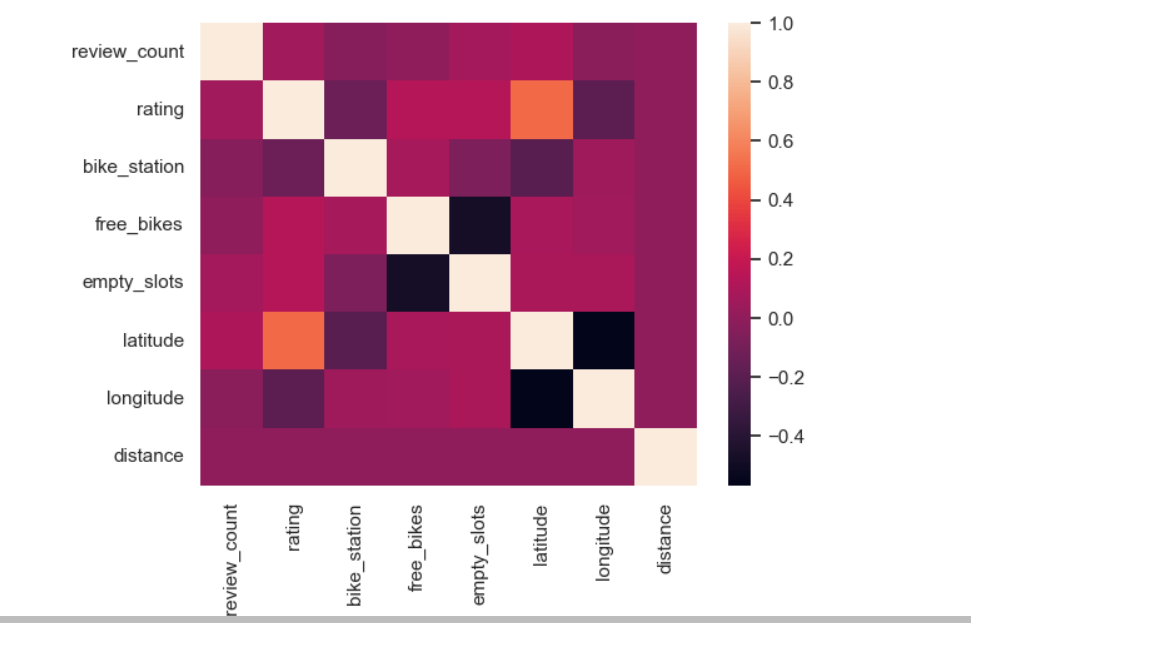 review_count
rating
bike_station
free_bikes
empty_slots
latitude
longitude
distance
review_count
rating
bike_station
free_bikes
empty_slots
latitude
longitude
distance
1.0
0.8
0.6
0.4
0.2
0.0
−0.2
−0.4